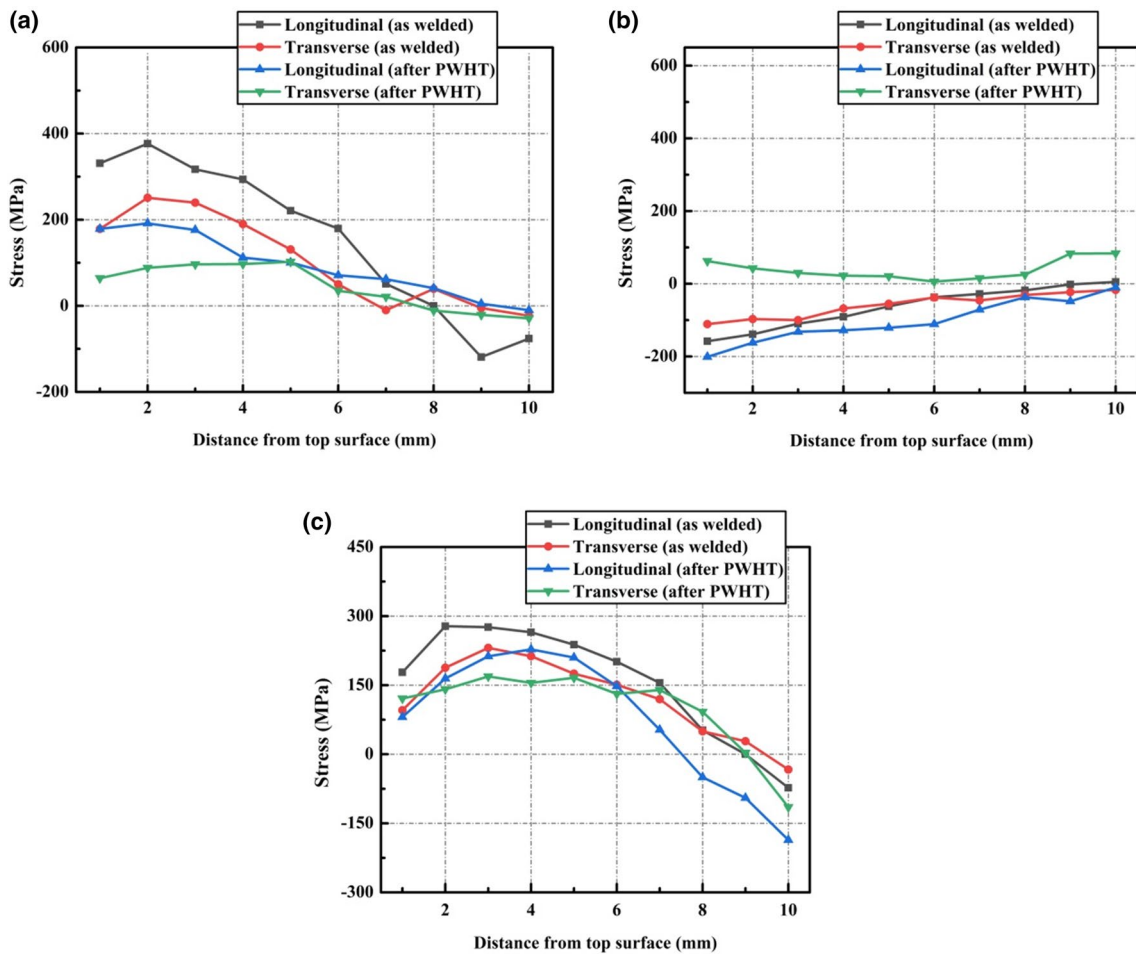 (a)
Longitudinal (as welded)
Transverse (as welded)
Longitudinal (after PWHT)
Transverse (after PWHT)
600
400
200
0
-200
Stress (MPa)
2 4 6 8 10
Distance from top surface (mm)
(b)
Longitudinal (as welded)
Transverse (as welded)
Longitudinal (after PWHT)
Transverse (after PWHT)
600
400
200
0
-200
Stress (MPa)
2 4 6 8 10
Distance from top surface (mm)
(c)
Longitudinal (as welded)
Transverse (as welded)
Longitudinal (after PWHT)
Transverse (after PWHT)
450
300
150
0
-150
-300
Stress (MPa)
2 4 6 8 10
Distance from top surface (mm)